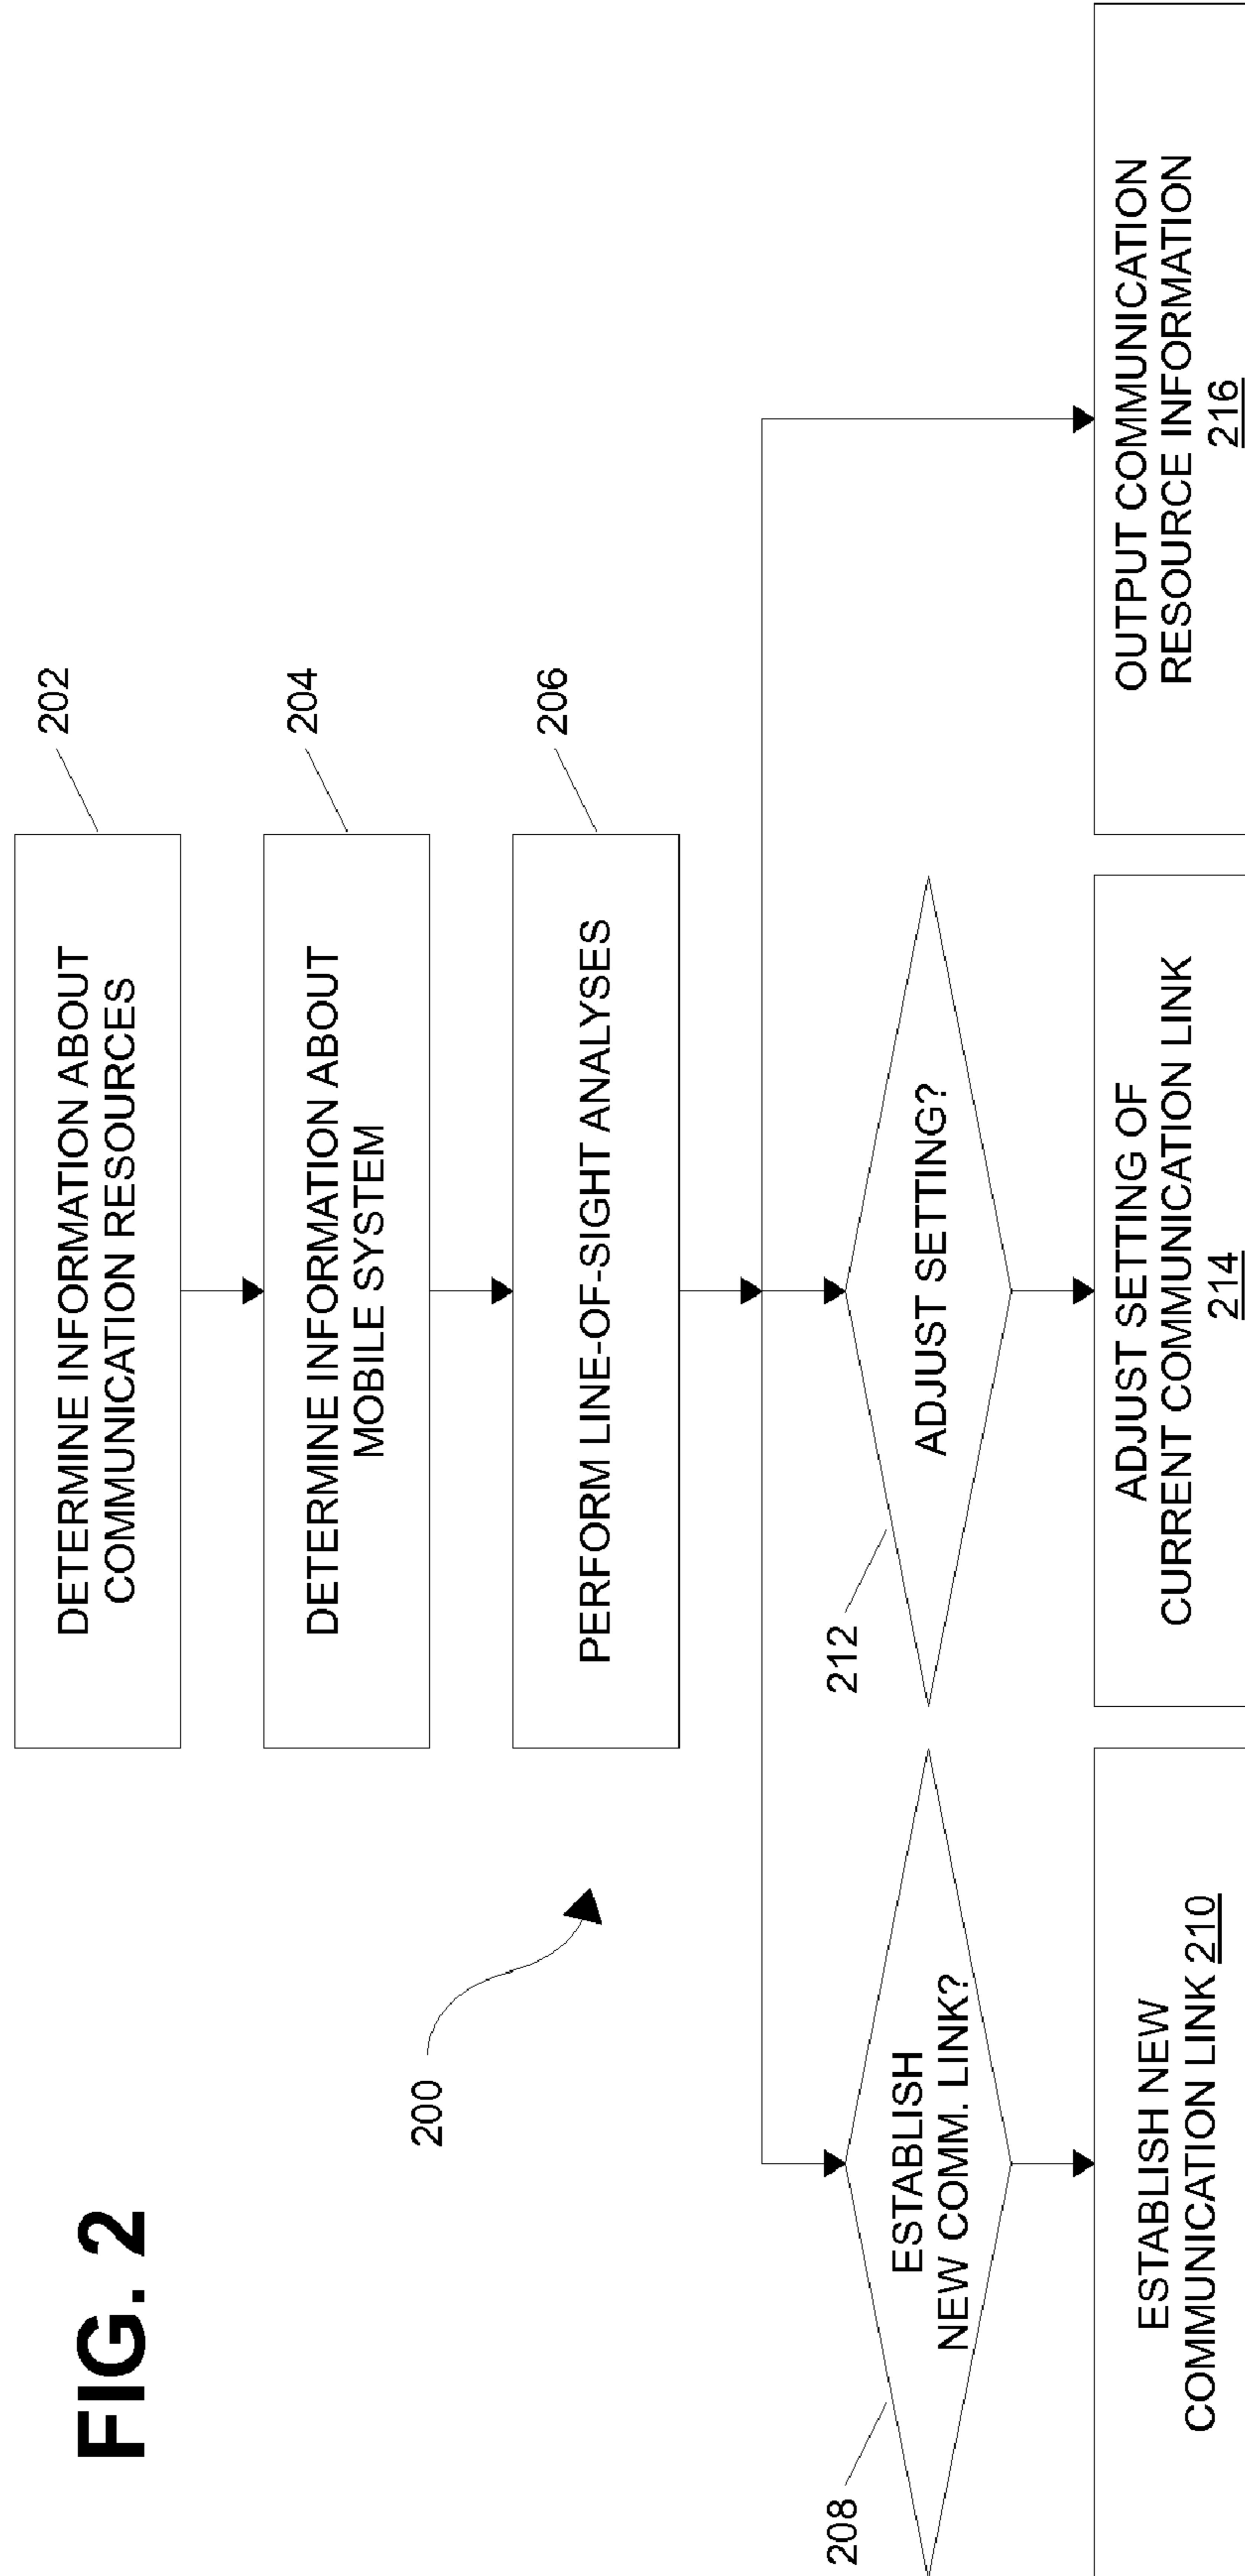 FIG. 2
200
DETERMINE INFORMATION ABOUT
COMMUNICATION RESOURCES
202
DETERMINE INFORMATION ABOUT
MOBILE SYSTEM
204
PERFORM LINE-OF-SIGHT ANALYSES
206
208
ESTABLISH
NEW COMM. LINK?
212
ADJUST SETTING?
ESTABLISH NEW
COMMUNICATION LINK 210
ADJUST SETTING OF
CURRENT COMMUNICATION LINK
214
OUTPUT COMMUNICATION
RESOURCE INFORMATION
216